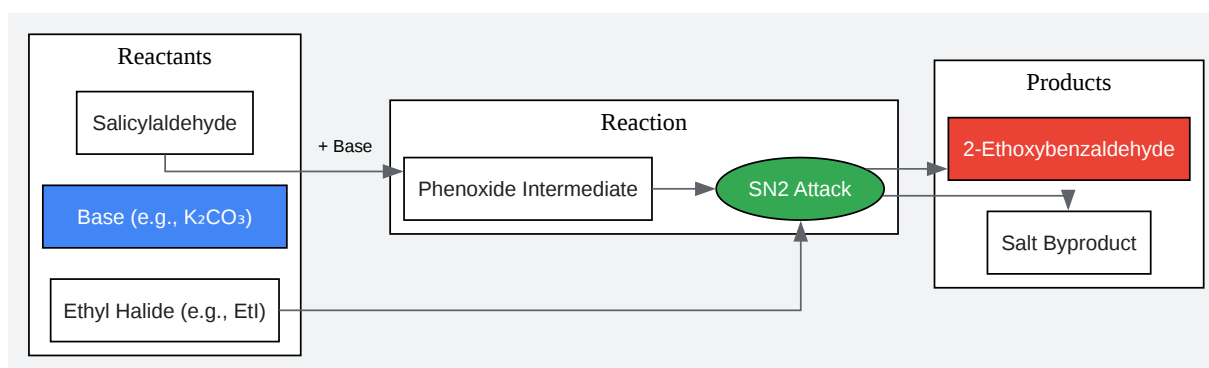 Reactants
Salicylaldehyde
Base (e.g., K₂CO₃)
Ethyl Halide (e.g., EtI)
+ Base
Reaction
Phenoxide Intermediate
SN2 Attack
Products
2-Ethoxybenzaldehyde
Salt Byproduct